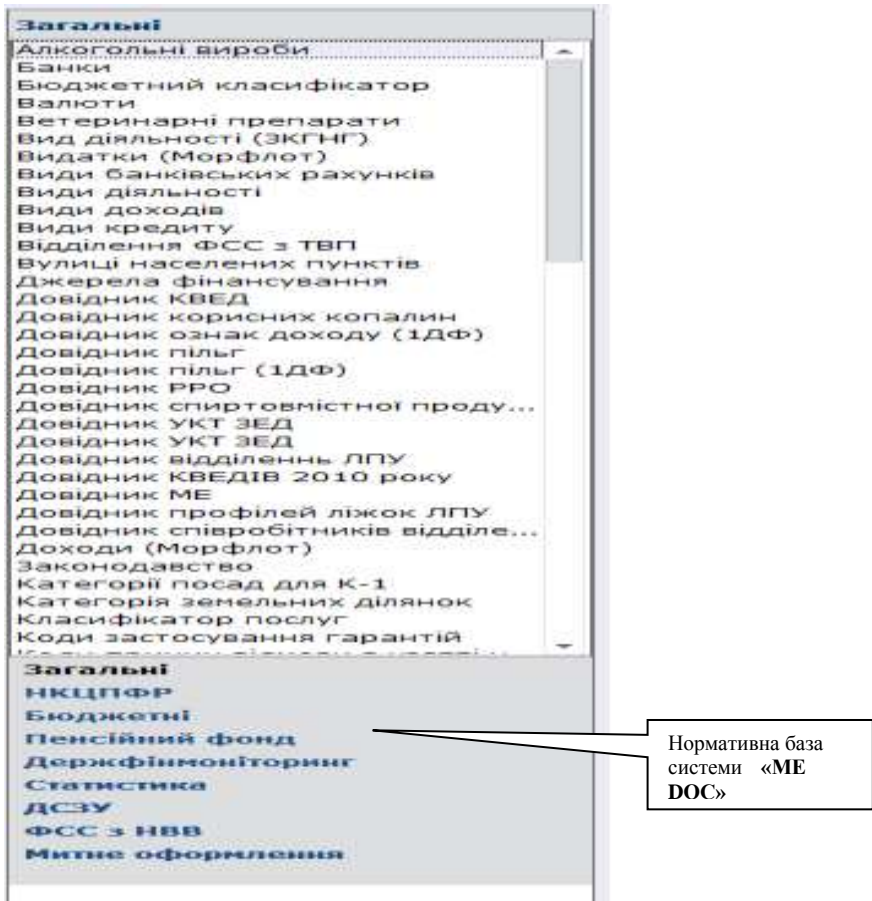 Загальні
Алкогольні вироби
Банки
Бюджетний класифікатор
Валюти
Ветеринарні препарати
Вид діяльності (ЗКГНГ)
Видатки (Морфлот)
Види банківських рахунків
Види діяльності
Види доходів
Види кредиту
Відділення ФСС з ТВП
Вулиці населених пунктів
Джерела фінансування
Довідник КВЕД
Довідник корисних копалин
Довідник ознак доходу (1ДФ)
Довідник пільг
Довідник пільг (1ДФ)
Довідник РРО
Довідник спиртовмістної проду...
Довідник УКТ ЗЕД
Довідник УКТ ЗЕД
Довідник відділеннь ЛПУ
Довідник КВЕДІВ 2010 року
Довідник МЕ
Довідник профілей ліжок ЛПУ
Довідник співробітників відділе...
Доходи (Морфлот)
Законодавство
Категорії посад для К-1
Категорія земельних ділянок
Класифікатор послуг
Коди застосування гарантій
Загальні
НКЦПФР
Бюджетні
Пенсійний фонд
Держфінмоніторинг
Статистика
ДСЗУ
ФСС з НВВ
Митне оформлення
Нормативна база
системи «МЕ
DOC»